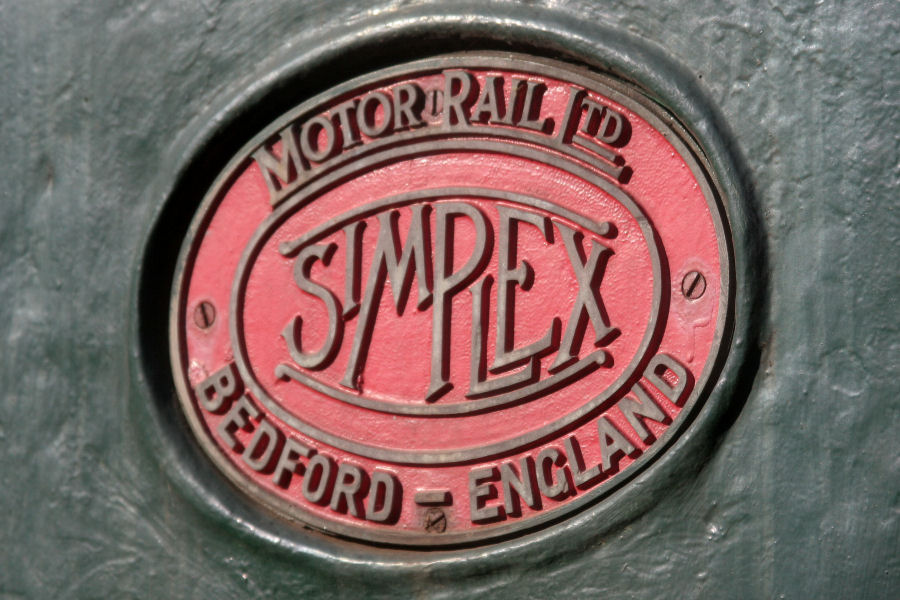 MOTOR RAIL LTD
SIMPLEX
BEDFORD - ENGLAND